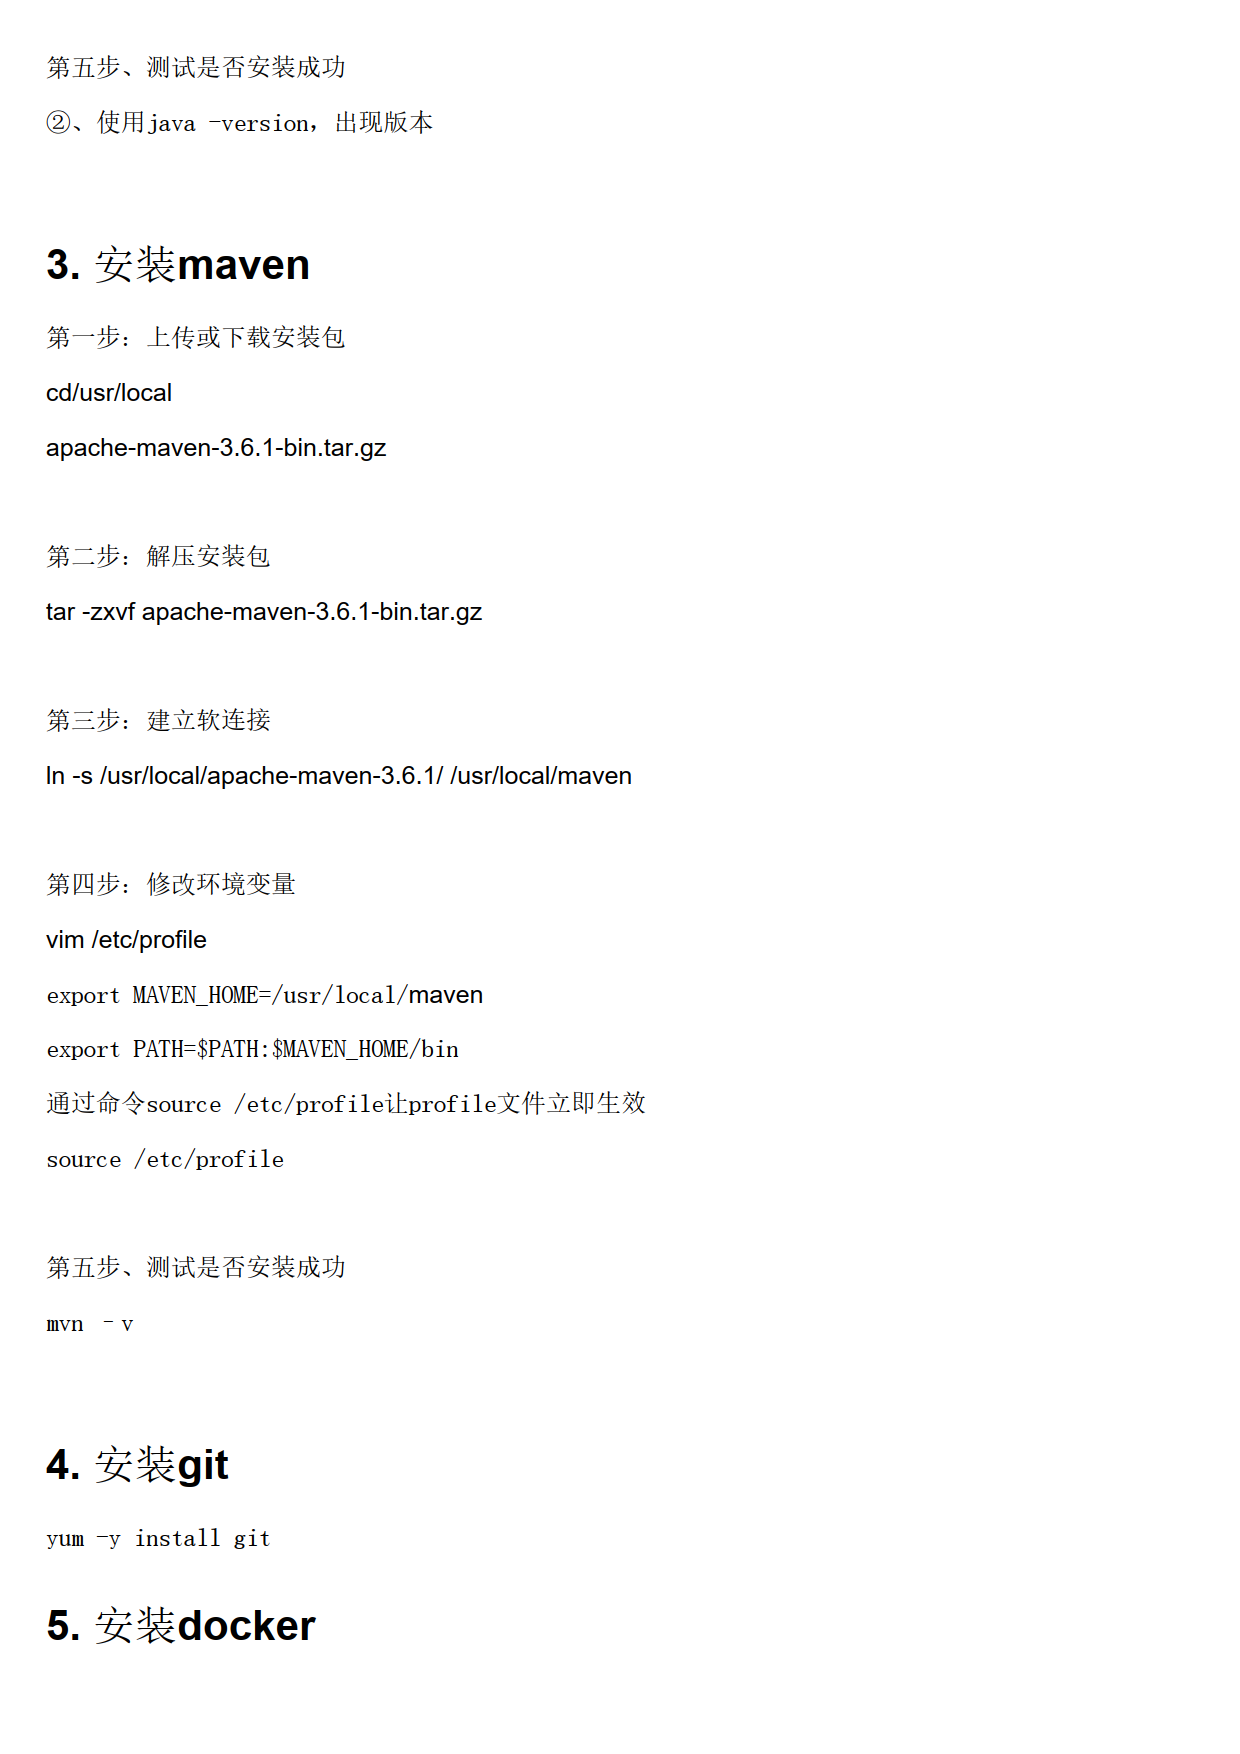 第五步、测试是否安装成功
②、使用java -version，出现版本
3. 安装maven
第一步：上传或下载安装包
cd/usr/local
apache-maven-3.6.1-bin.tar.gz
第二步：解压安装包
tar -zxvf apache-maven-3.6.1-bin.tar.gz
第三步：建立软连接
ln -s /usr/local/apache-maven-3.6.1/ /usr/local/maven
第四步：修改环境变量
vim /etc/profile
export MAVEN_HOME=/usr/local/maven
export PATH=$PATH:$MAVEN_HOME/bin
通过命令source /etc/profile让profile文件立即生效
source /etc/profile
第五步、测试是否安装成功
mvn –v
4. 安装git
yum -y install git
5. 安装docker